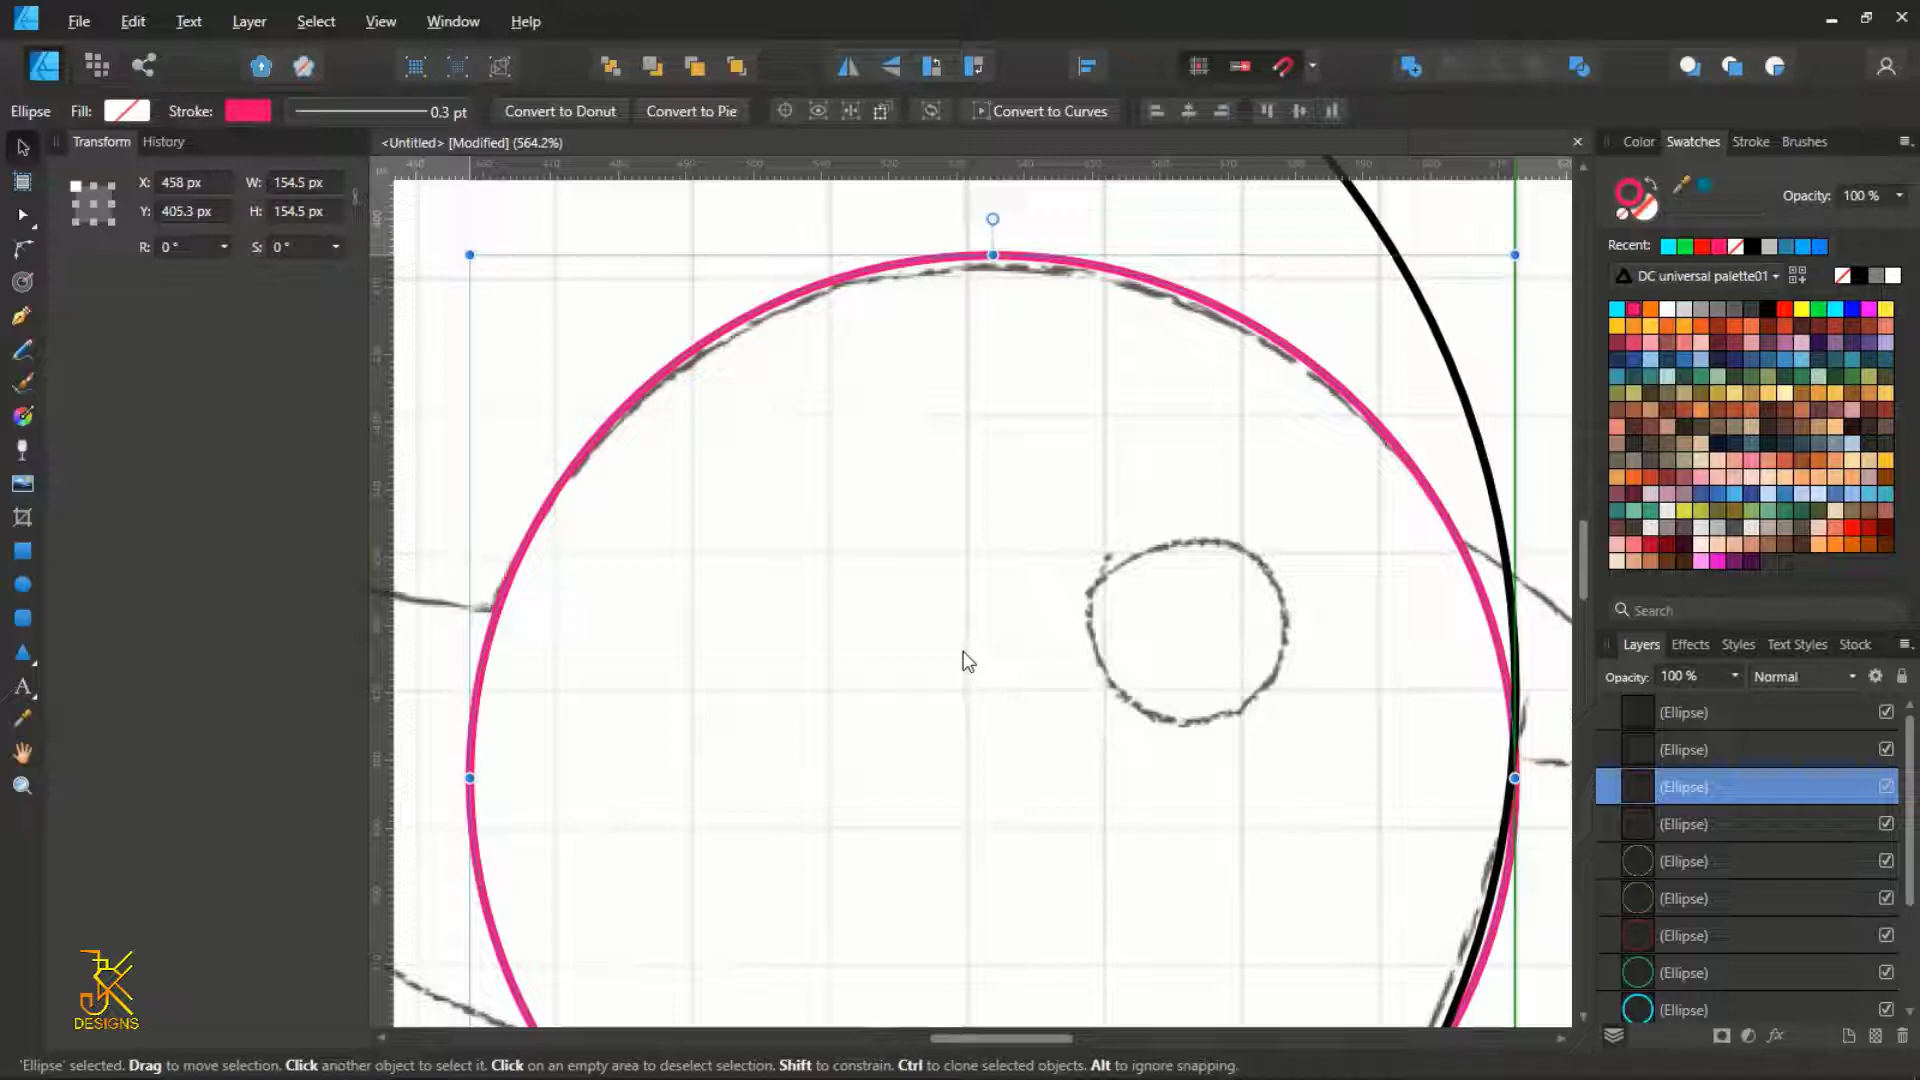 File Edit Text Layer Select View Window Help
Ellipse Fill: Stroke: 0.3 pt Convert to Donut Convert to Pie Convert to Curves
Transform History
<Untitled> [Modified] (564.2%)
X: 458 px W: 154.5 px
Y: 405.3 px H: 154.5 px
R: 0 ° S: 0 °
Color Swatches Stroke Brushes
Opacity: 100 %
Recent:
DC universal palette01
Search
Layers Effects Styles Text Styles Stock
Opacity: 100 % Normal
(Ellipse)
(Ellipse)
(Ellipse)
(Ellipse)
(Ellipse)
(Ellipse)
(Ellipse)
(Ellipse)
(Ellipse)
JK
DESIGNS
'Ellipse' selected. Drag to move selection. Click another object to select it. Click on an empty area to deselect selection. Shift to constrain. Ctrl to clone selected objects. Alt to ignore snapping.